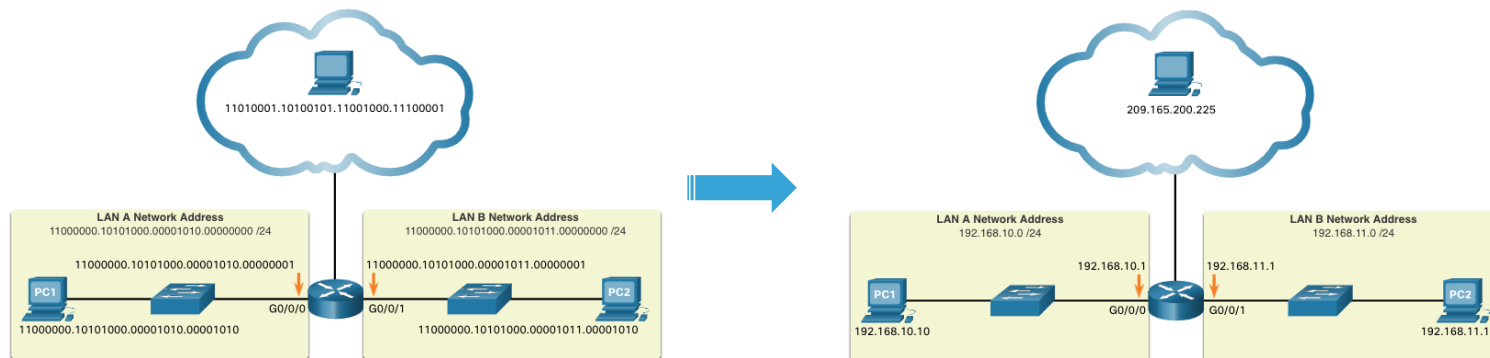 11010001.10100101.11001000.11100001
LAN A Network Address
11000000.10101000.00001010.00000000 /24
LAN B Network Address
11000000.10101000.00001011.00000000 /24
11000000.10101000.00001010.00000001
11000000.10101000.00001011.00000001
PC1
G0/0/0
G0/0/1
PC2
11000000.10101000.00001010.00001010
11000000.10101000.00001011.00001010
209.165.200.225
LAN A Network Address
192.168.10.0 /24
LAN B Network Address
192.168.11.0 /24
192.168.10.1
192.168.11.1
PC1
G0/0/0
G0/0/1
PC2
192.168.10.10
192.168.11.1